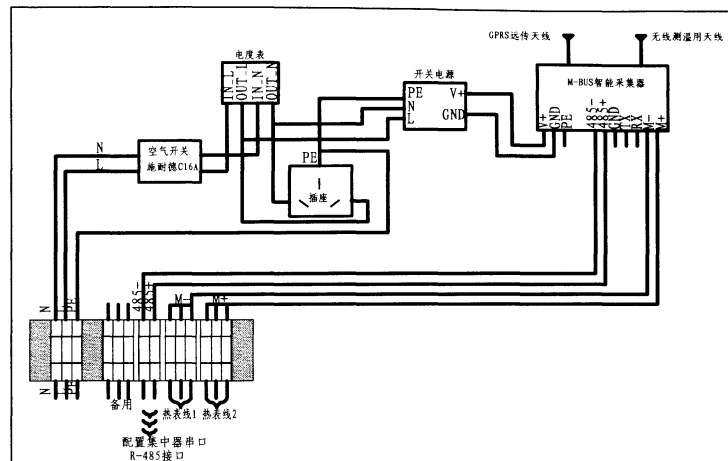 GPRS远传天线
无线测温用天线
电度表
IN_L
OUT_L
IN_N
OUT_N
开关电源
PE
N
L
V+
GND
M-BUS智能采集器
V+
GND
PE
485-
485+
GND
TX
RX
M-
M+
N
L
空气开关
施耐德C16A
PE
插座
N
L
PE
485-
485+
M-
M+
N
PE
备用
热表线1
热表线2
配置集中器串口
R-485接口